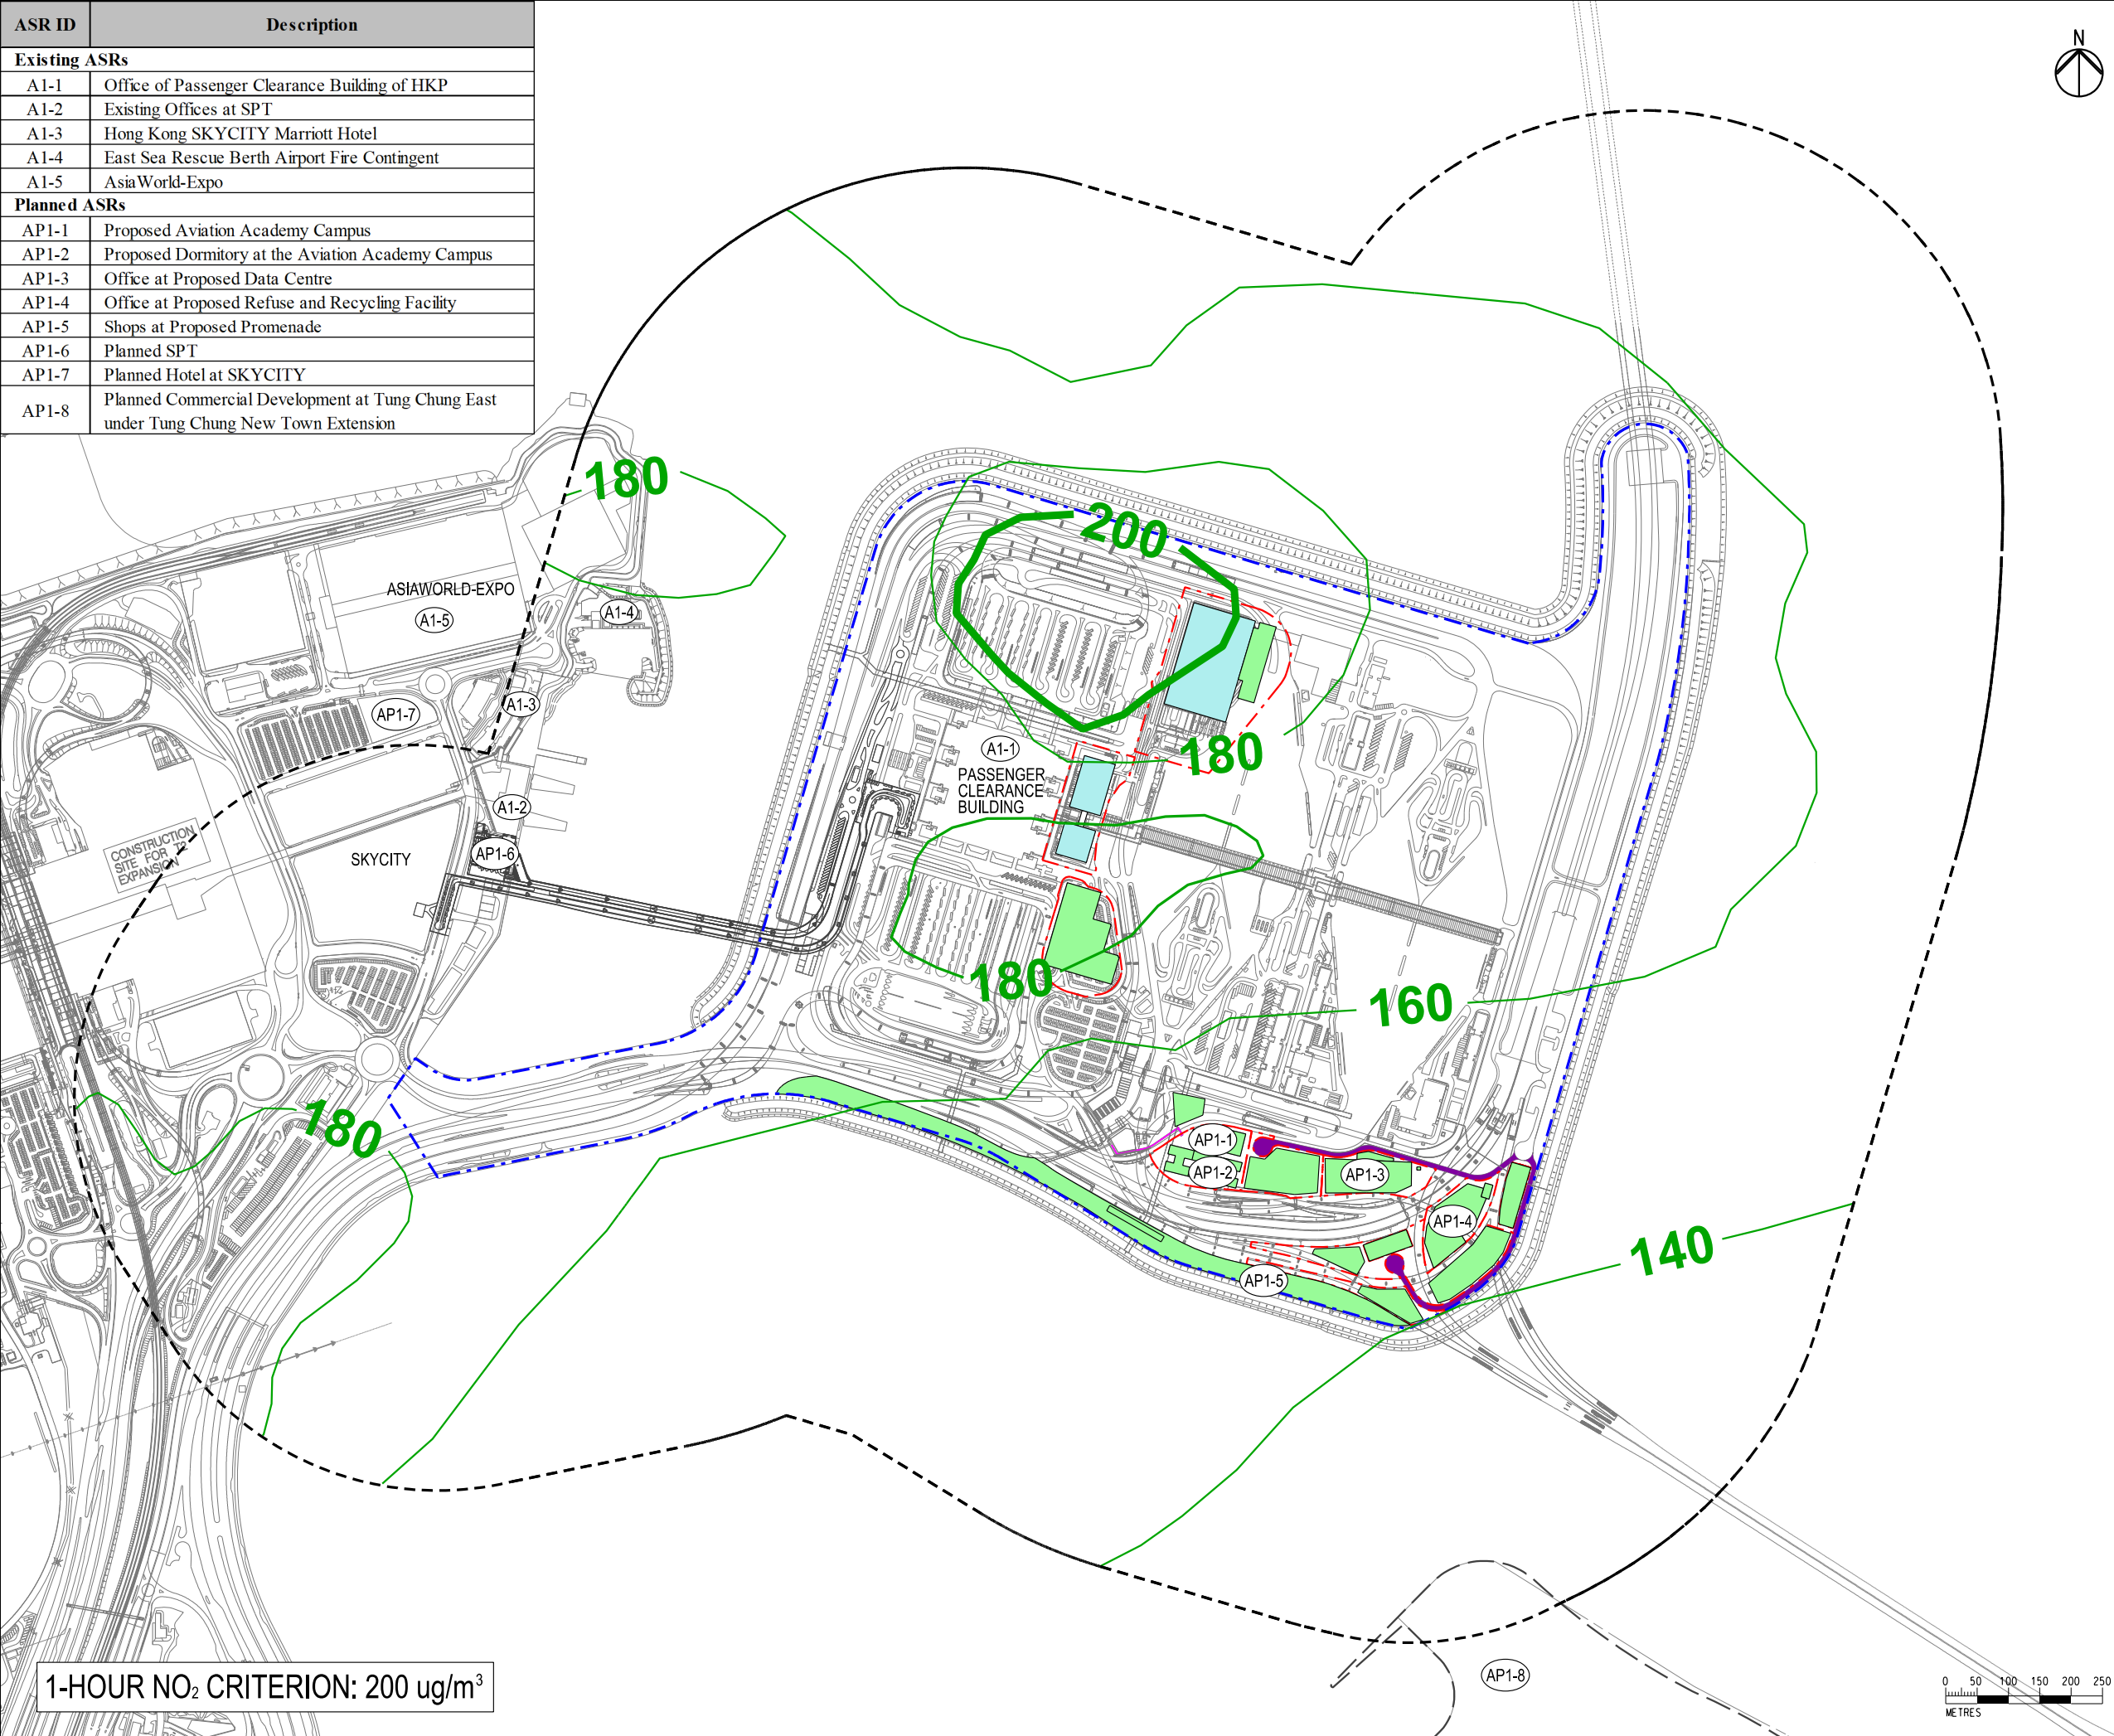 ASR ID Description
Existing ASRs
A1-1 Office of Passenger Clearance Building of HKP
A1-2 Existing Offices at SPT
A1-3 Hong Kong SKYCITY Marriott Hotel
A1-4 East Sea Rescue Berth Airport Fire Contingent
A1-5 AsiaWorld-Expo
Planned ASRs
AP1-1 Proposed Aviation Academy Campus
AP1-2 Proposed Dormitory at the Aviation Academy Campus
AP1-3 Office at Proposed Data Centre
AP1-4 Office at Proposed Refuse and Recycling Facility
AP1-5 Shops at Proposed Promenade
AP1-6 Planned SPT
AP1-7 Planned Hotel at SKYCITY
AP1-8 Planned Commercial Development at Tung Chung East
under Tung Chung New Town Extension
N
180
200
ASIAWORLD-EXPO
A1-5
A1-4
A1-3
AP1-7
A1-1
180
PASSENGER
CLEARANCE
BUILDING
A1-2
CONSTRUCTION
SITE FOR T2
EXPANSION
SKYCITY
AP1-6
180
160
180
AP1-1
AP1-2
AP1-3
AP1-4
140
AP1-5
AP1-8
1-HOUR NO₂ CRITERION: 200 ug/m³
0 50 100 150 200 250
METRES